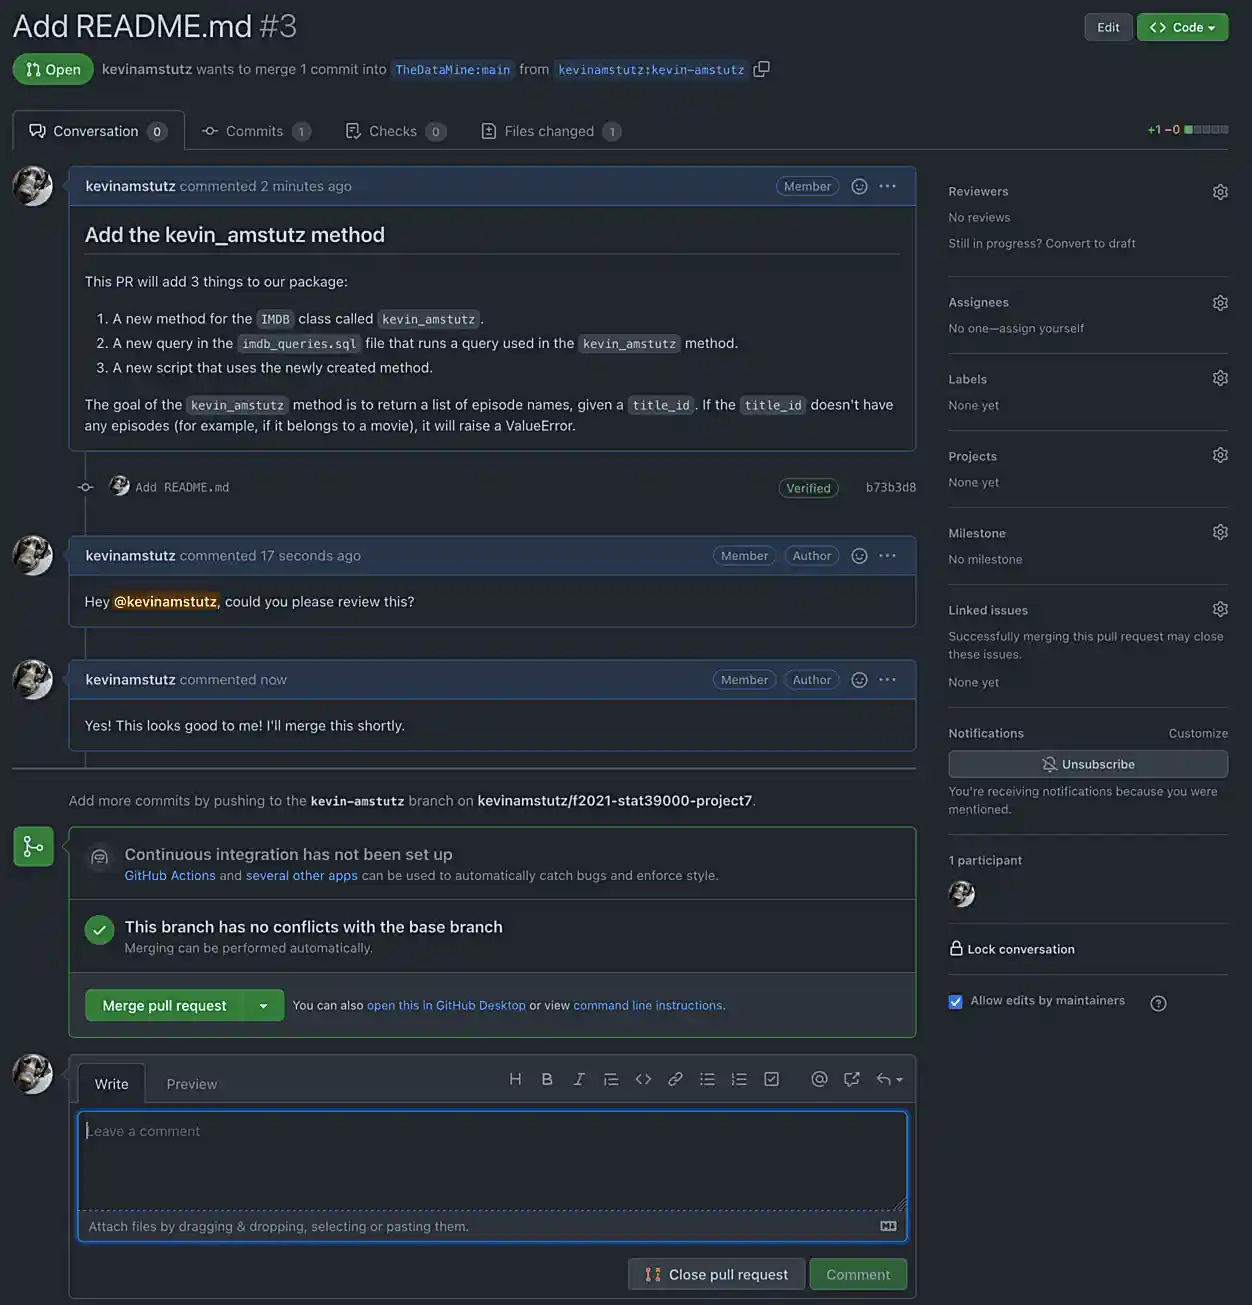 Add README.md #3
Edit
Code
Open
kevinamstutz wants to merge 1 commit into TheDataMine:main from kevinamstutz:kevin-amstutz
Conversation 0
Commits 1
Checks 0
Files changed 1
+1 −0
kevinamstutz commented 2 minutes ago
Member
Add the kevin_amstutz method
This PR will add 3 things to our package:
1. A new method for the IMDB class called kevin_amstutz.
2. A new query in the imdb_queries.sql file that runs a query used in the kevin_amstutz method.
3. A new script that uses the newly created method.
The goal of the kevin_amstutz method is to return a list of episode names, given a title_id. If the title_id doesn't have
any episodes (for example, if it belongs to a movie), it will raise a ValueError.
Add README.md
Verified
b73b3d8
kevinamstutz commented 17 seconds ago
Member
Author
Hey @kevinamstutz, could you please review this?
kevinamstutz commented now
Member
Author
Yes! This looks good to me! I'll merge this shortly.
Add more commits by pushing to the kevin-amstutz branch on kevinamstutz/f2021-stat39000-project7.
Continuous integration has not been set up
GitHub Actions and several other apps can be used to automatically catch bugs and enforce style.
This branch has no conflicts with the base branch
Merging can be performed automatically.
Merge pull request
You can also open this in GitHub Desktop or view command line instructions.
Write
Preview
H B I
Leave a comment
Attach files by dragging & dropping, selecting or pasting them.
Close pull request
Comment
Reviewers
No reviews
Still in progress? Convert to draft
Assignees
No one—assign yourself
Labels
None yet
Projects
None yet
Milestone
No milestone
Linked issues
Successfully merging this pull request may close
these issues.
None yet
Notifications
Customize
Unsubscribe
You're receiving notifications because you were
mentioned.
1 participant
Lock conversation
Allow edits by maintainers